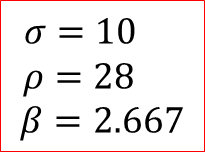 σ = 10
ρ = 28
β = 2.667